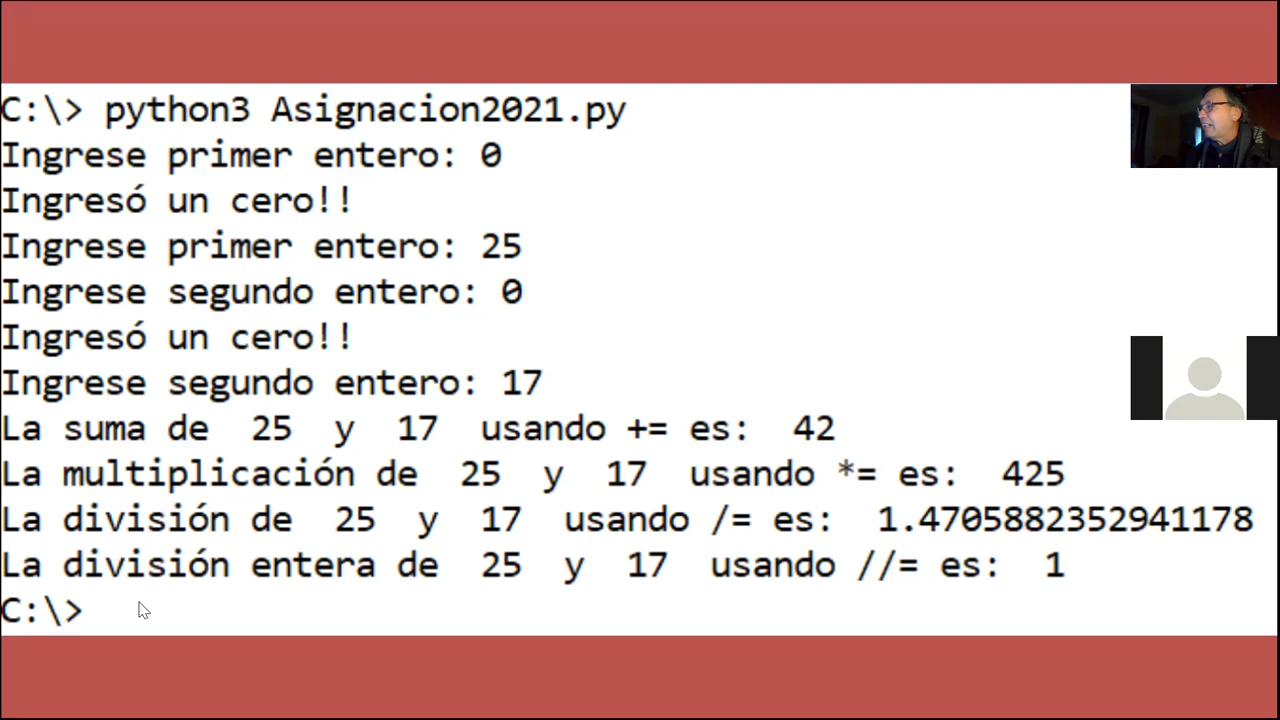 C:\> python3 Asignacion2021.py
Ingrese primer entero: 0
Ingresó un cero!!
Ingrese primer entero: 25
Ingrese segundo entero: 0
Ingresó un cero!!
Ingrese segundo entero: 17
La suma de  25  y  17  usando += es:  42
La multiplicación de  25  y  17  usando *= es:  425
La división de  25  y  17  usando /= es:  1.4705882352941178
La división entera de  25  y  17  usando //= es:  1
C:\>